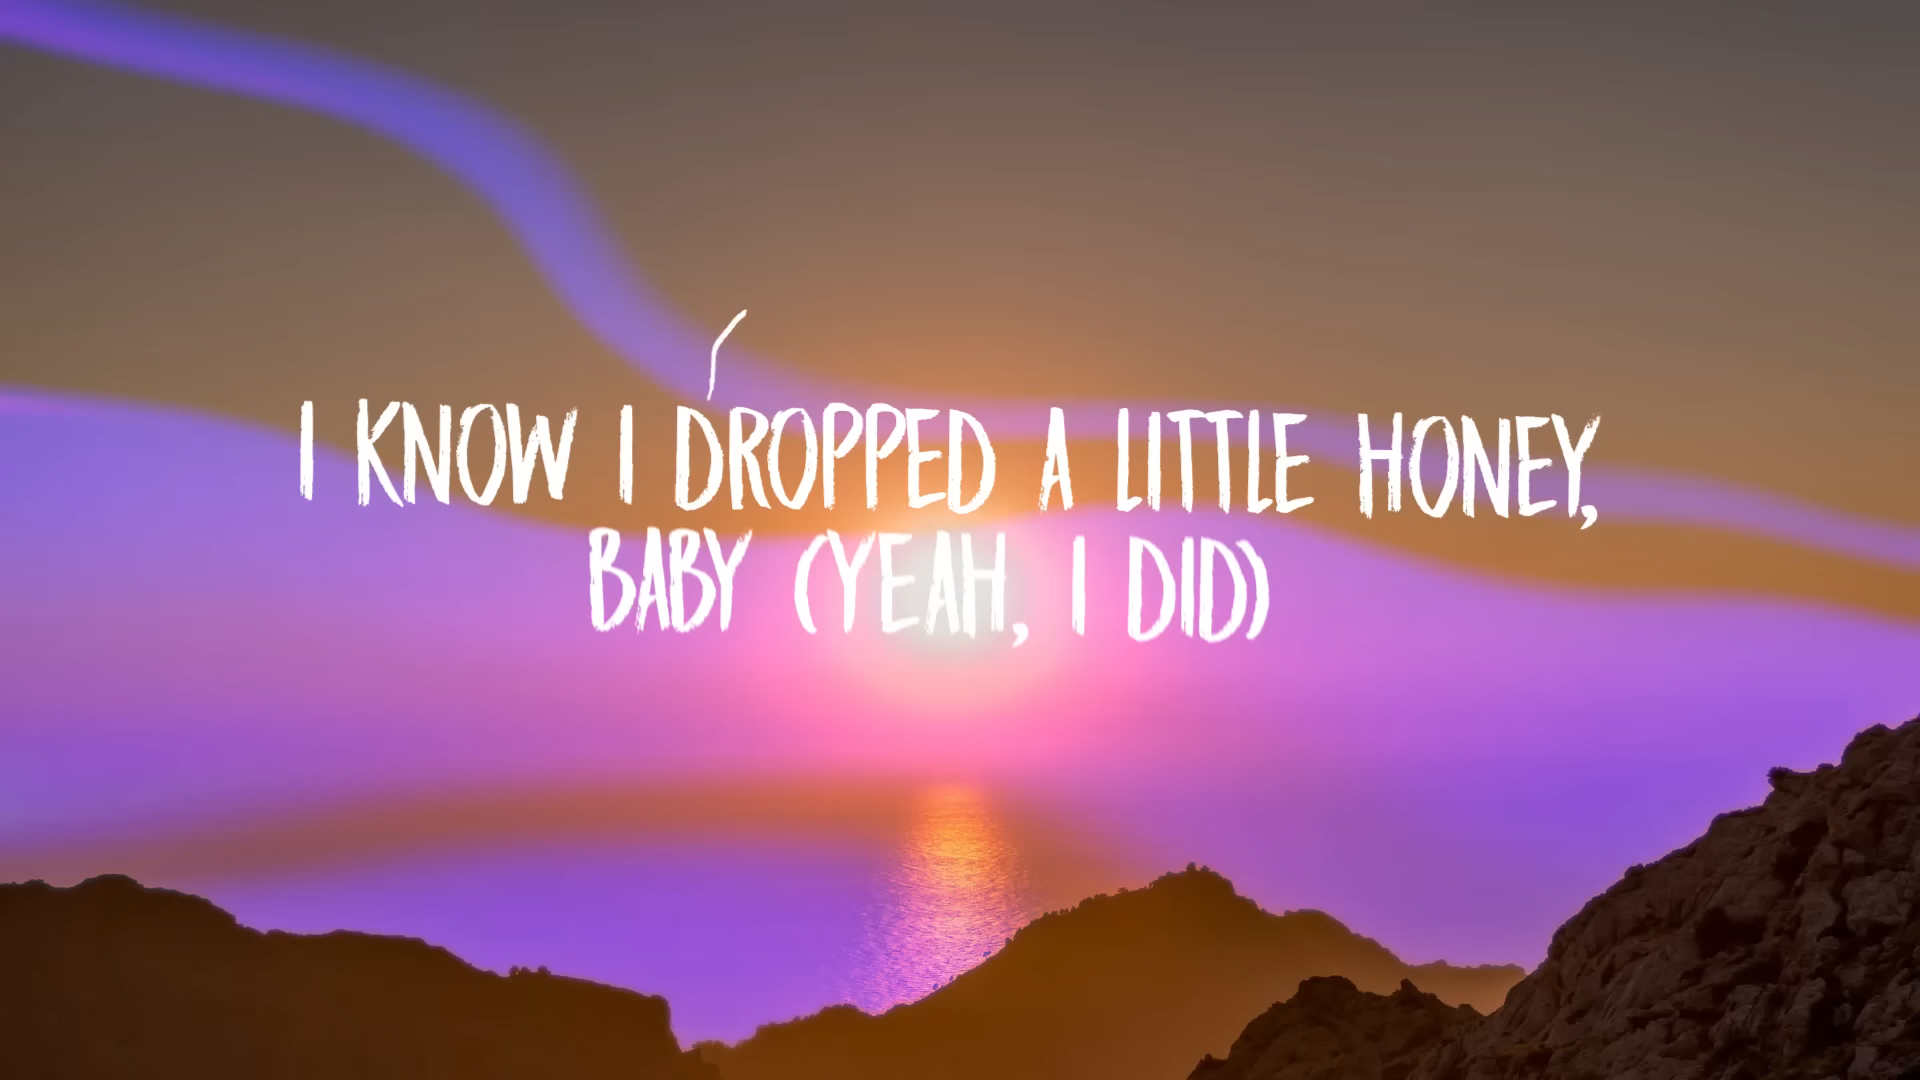 I KNOW I DROPPED A LITTLE HONEY,
BABY (YEAH, I DID)